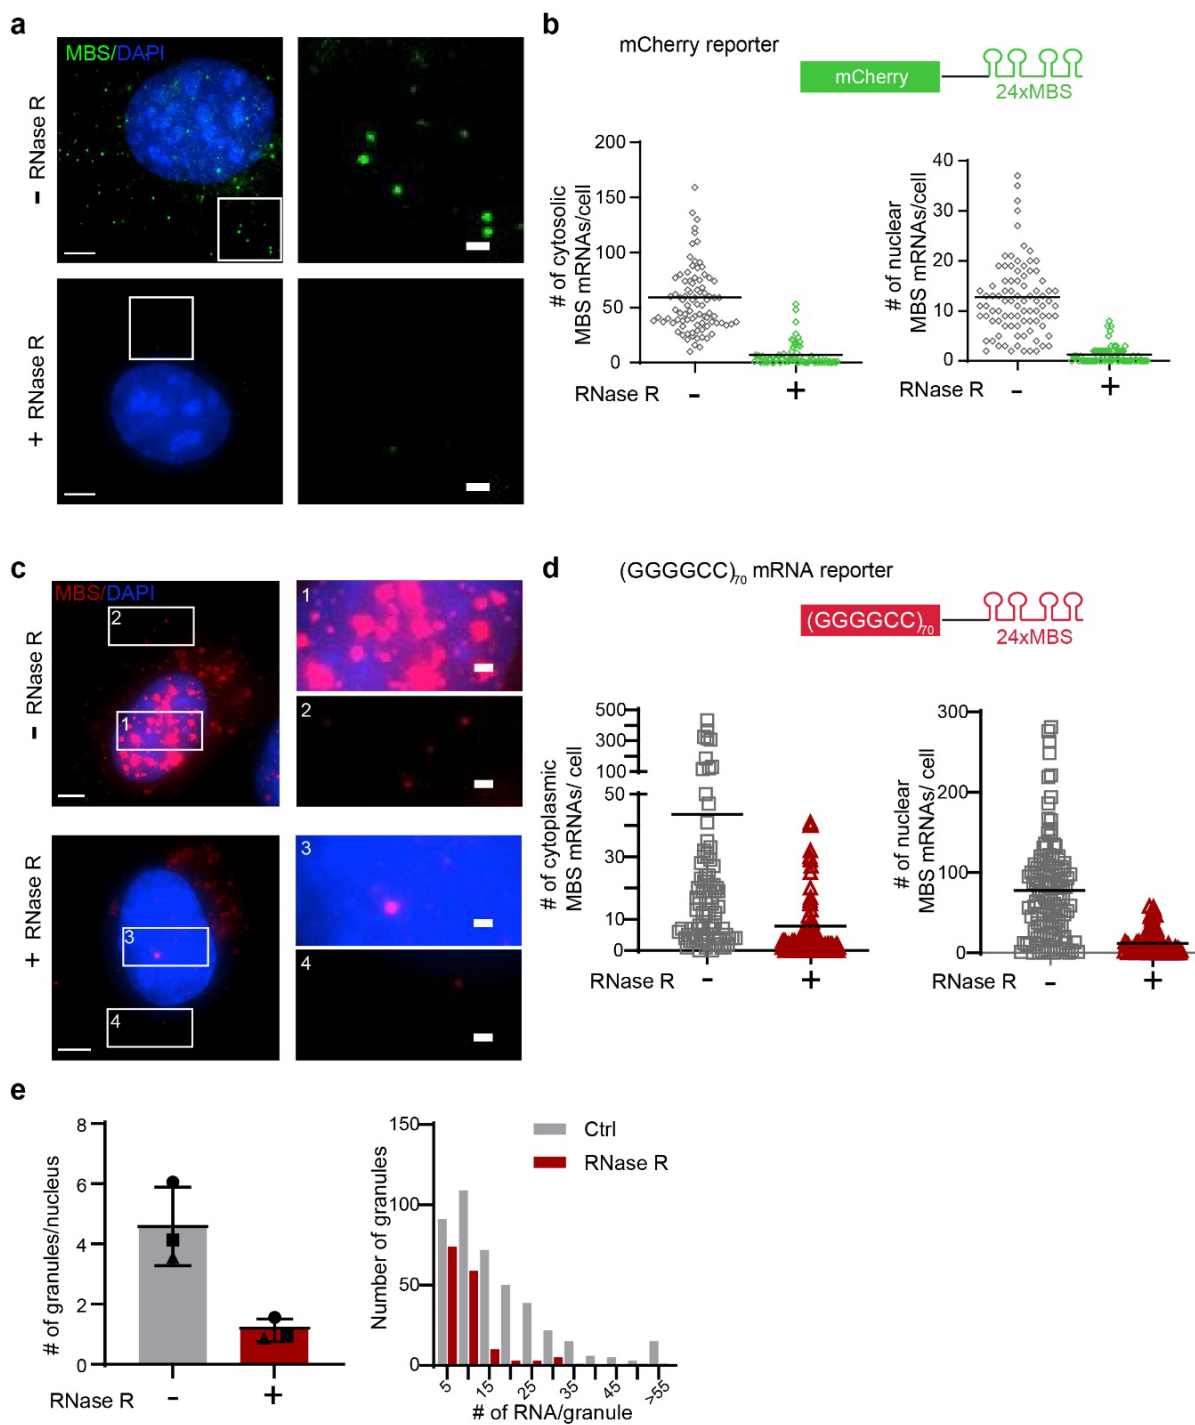 a
MBS/DAPI
- RNase R
+ RNase R
b
mCherry reporter
mCherry
24xMBS
# of cytosolic
MBS mRNAs/cell
200
150
100
50
0
RNase R - +
# of nuclear
MBS mRNAs/cell
40
30
20
10
0
RNase R - +
c
MBS/DAPI
- RNase R
2
1
1
2
+ RNase R
3
4
3
4
d
(GGGGCC)70 mRNA reporter
(GGGGCC)70
24xMBS
# of cytoplasmic
MBS mRNAs/ cell
500
300
100
50
30
10
0
RNase R - +
# of nuclear
MBS mRNAs/ cell
300
200
100
0
RNase R - +
e
# of granules/nucleus
8
6
4
2
0
RNase R - +
Number of granules
150
100
50
0
Ctrl
RNase R
5 15 25 35 45 >55
# of RNA/granule